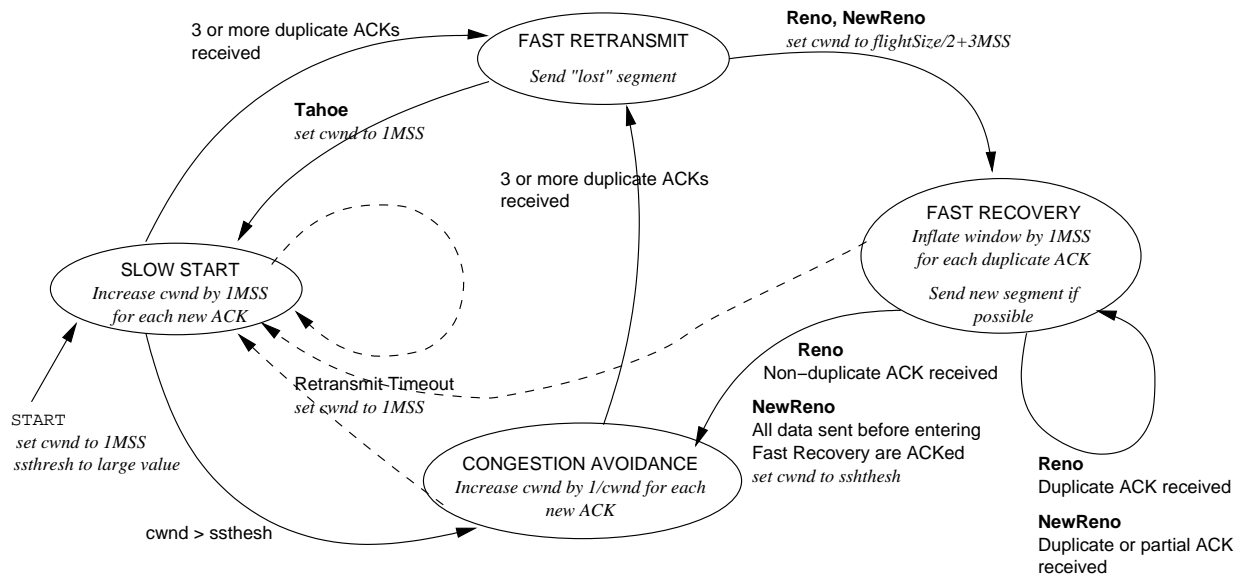 3 or more duplicate ACKs
received
FAST RETRANSMIT
Send "lost" segment
Reno, NewReno
set cwnd to flightSize/2+3MSS
Tahoe
set cwnd to 1MSS
3 or more duplicate ACKs
received
FAST RECOVERY
Inflate window by 1MSS
for each duplicate ACK
Send new segment if
possible
SLOW START
Increase cwnd by 1MSS
for each new ACK
Retransmit Timeout
set cwnd to 1MSS
START
set cwnd to 1MSS
ssthresh to large value
Reno
Non−duplicate ACK received
NewReno
All data sent before entering
Fast Recovery are ACKed
set cwnd to sshthesh
CONGESTION AVOIDANCE
Increase cwnd by 1/cwnd for each
new ACK
cwnd > ssthesh
Reno
Duplicate ACK received
NewReno
Duplicate or partial ACK
received